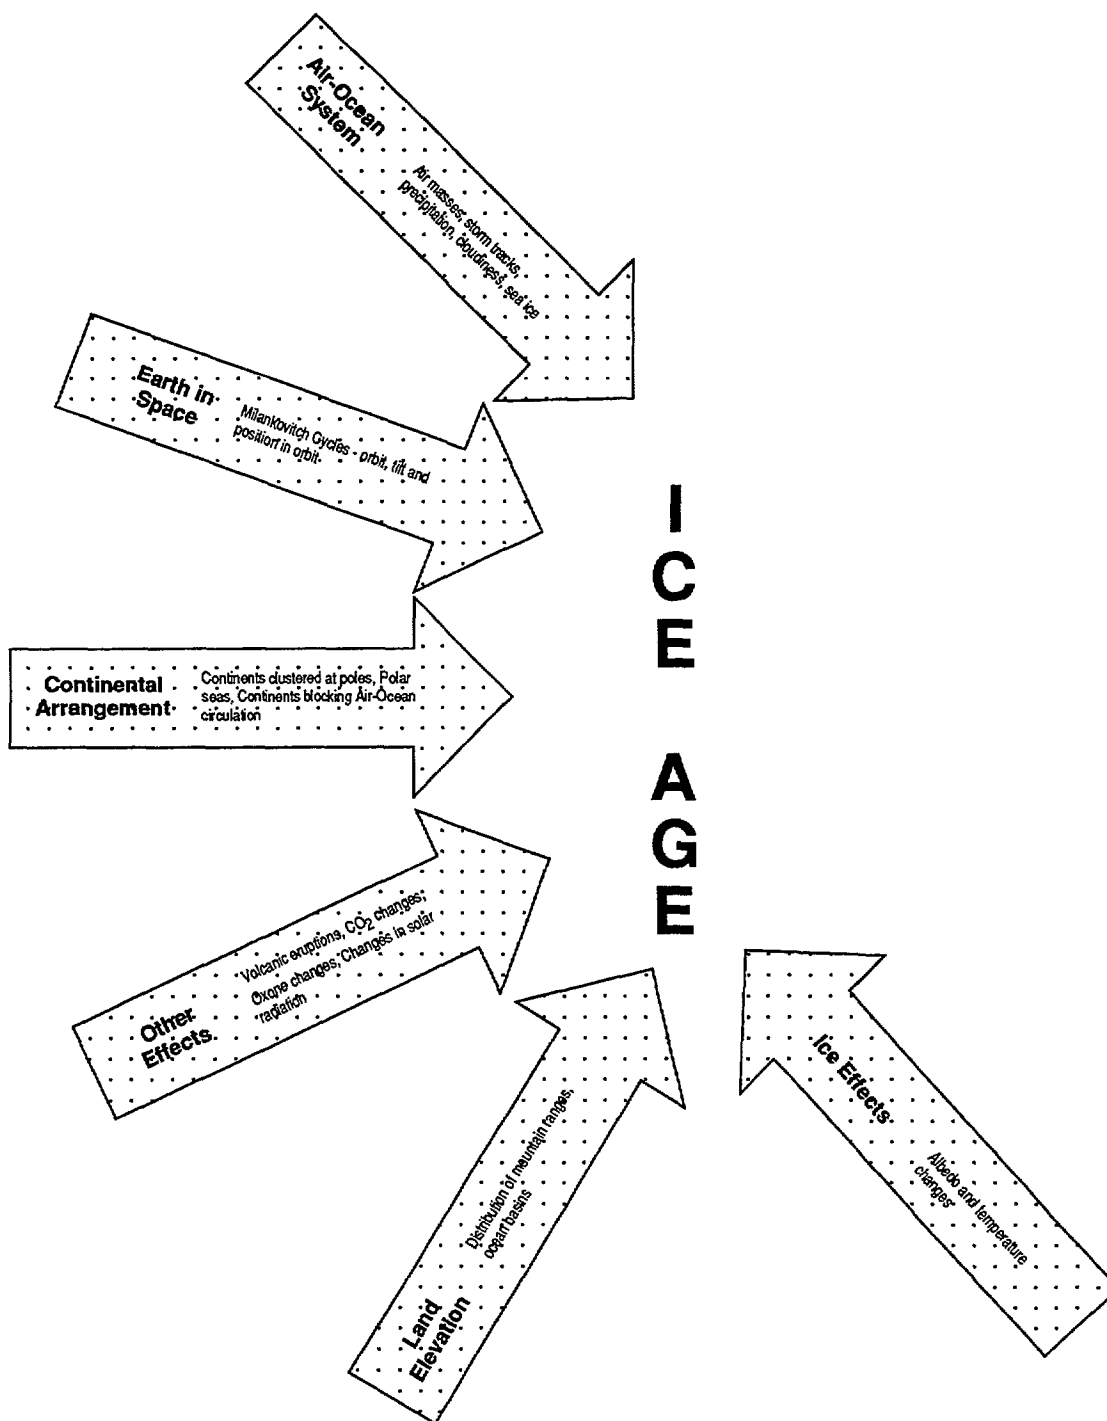 Air-Ocean
System
Air masses, storm tracks,
precipitation, cloudiness, sea ice
Earth in
Space
Milankovitch Cycles - orbit, tilt and
position in orbit
Continental
Arrangement
Continents clustered at poles, Polar
seas, Continents blocking Air-Ocean
circulation
Other
Effects
Volcanic eruptions, CO2 changes,
Oxone changes, Changes in solar
radiation
Land
Elevation
Distribution of mountain ranges,
ocean basins
Ice Effects
Albedo and temperature
changes
I
C
E
A
G
E